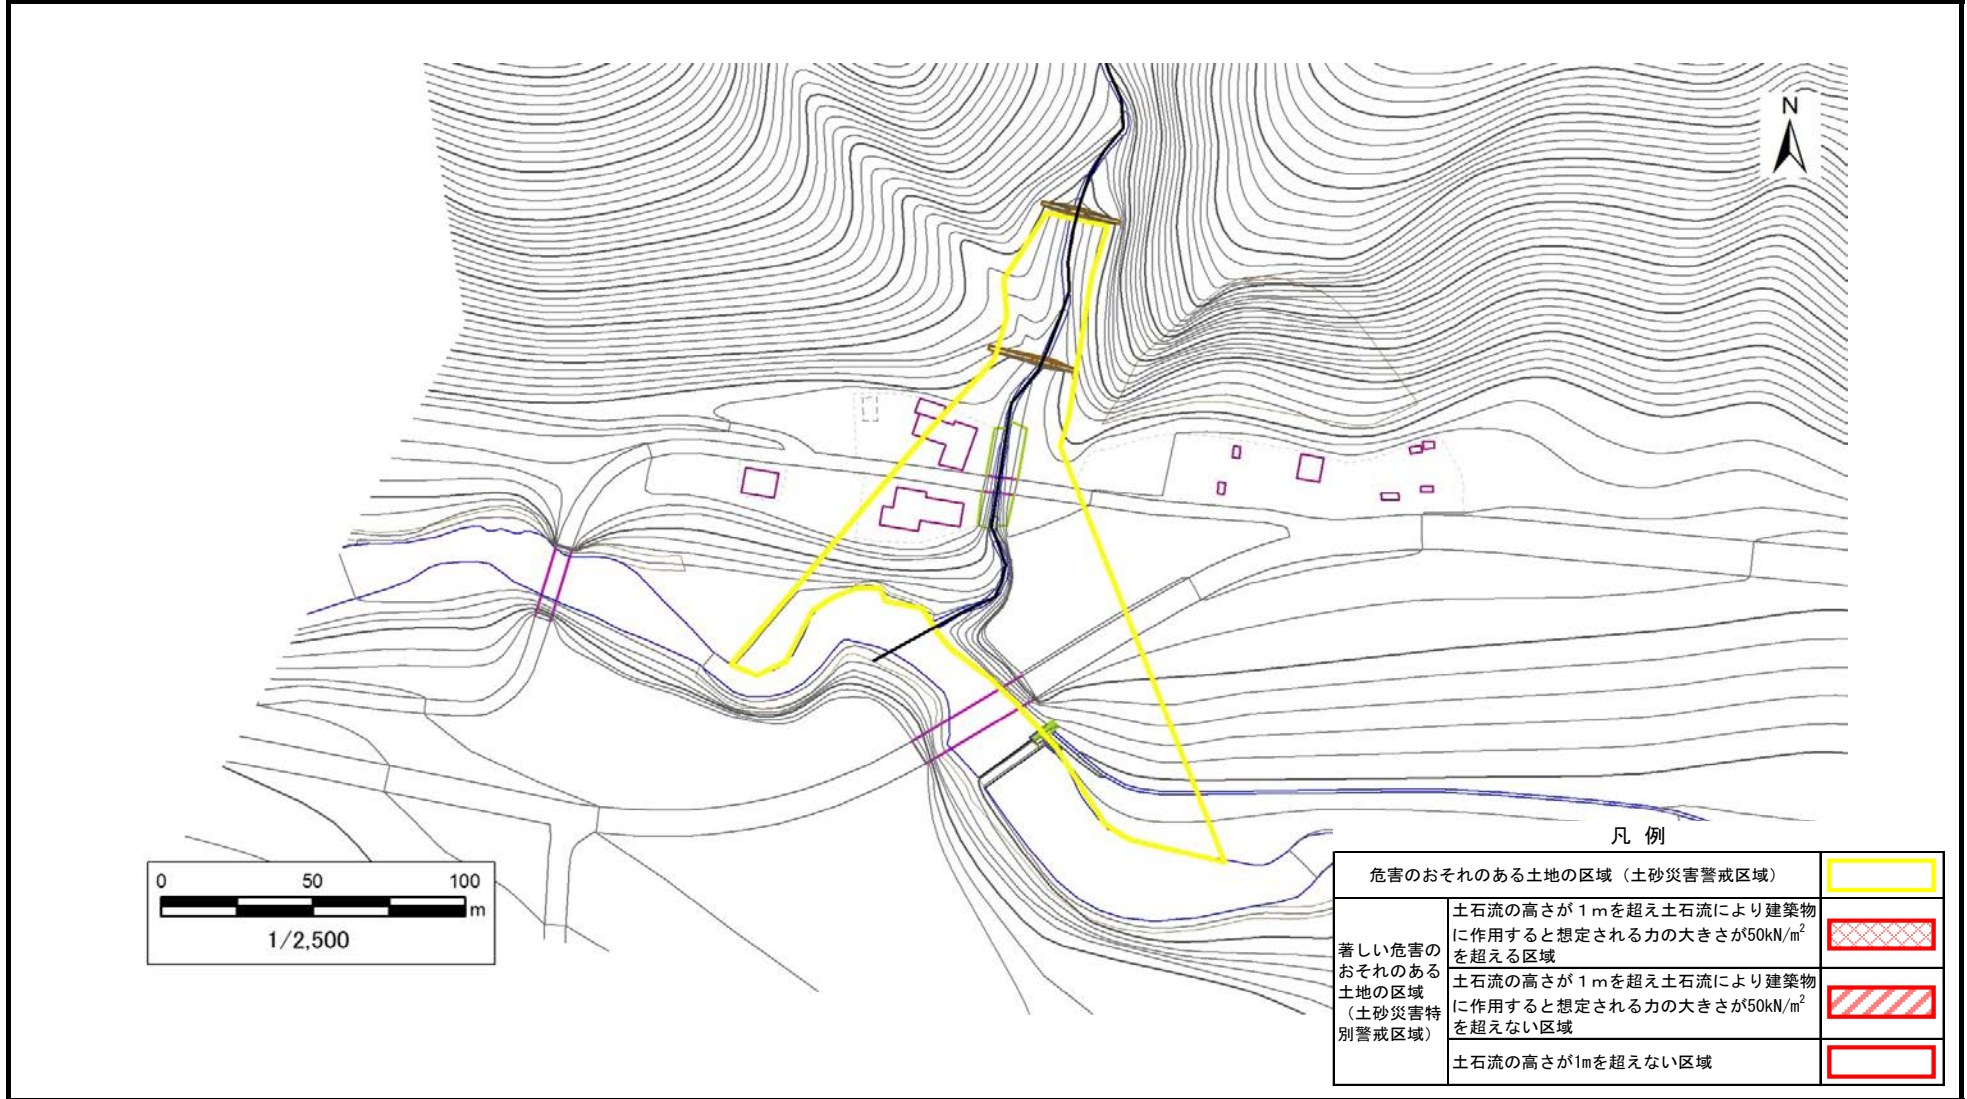 N
0 50 100
m
1/2,500
凡 例
危害のおそれのある土地の区域（土砂災害警戒区域）
著しい危害の
おそれのある
土地の区域
（土砂災害特
別警戒区域）
土石流の高さが１ｍを超え土石流により建築物
に作用すると想定される力の大きさが50kN/m²
を超える区域
土石流の高さが１ｍを超え土石流により建築物
に作用すると想定される力の大きさが50kN/m²
を超えない区域
土石流の高さが1mを超えない区域